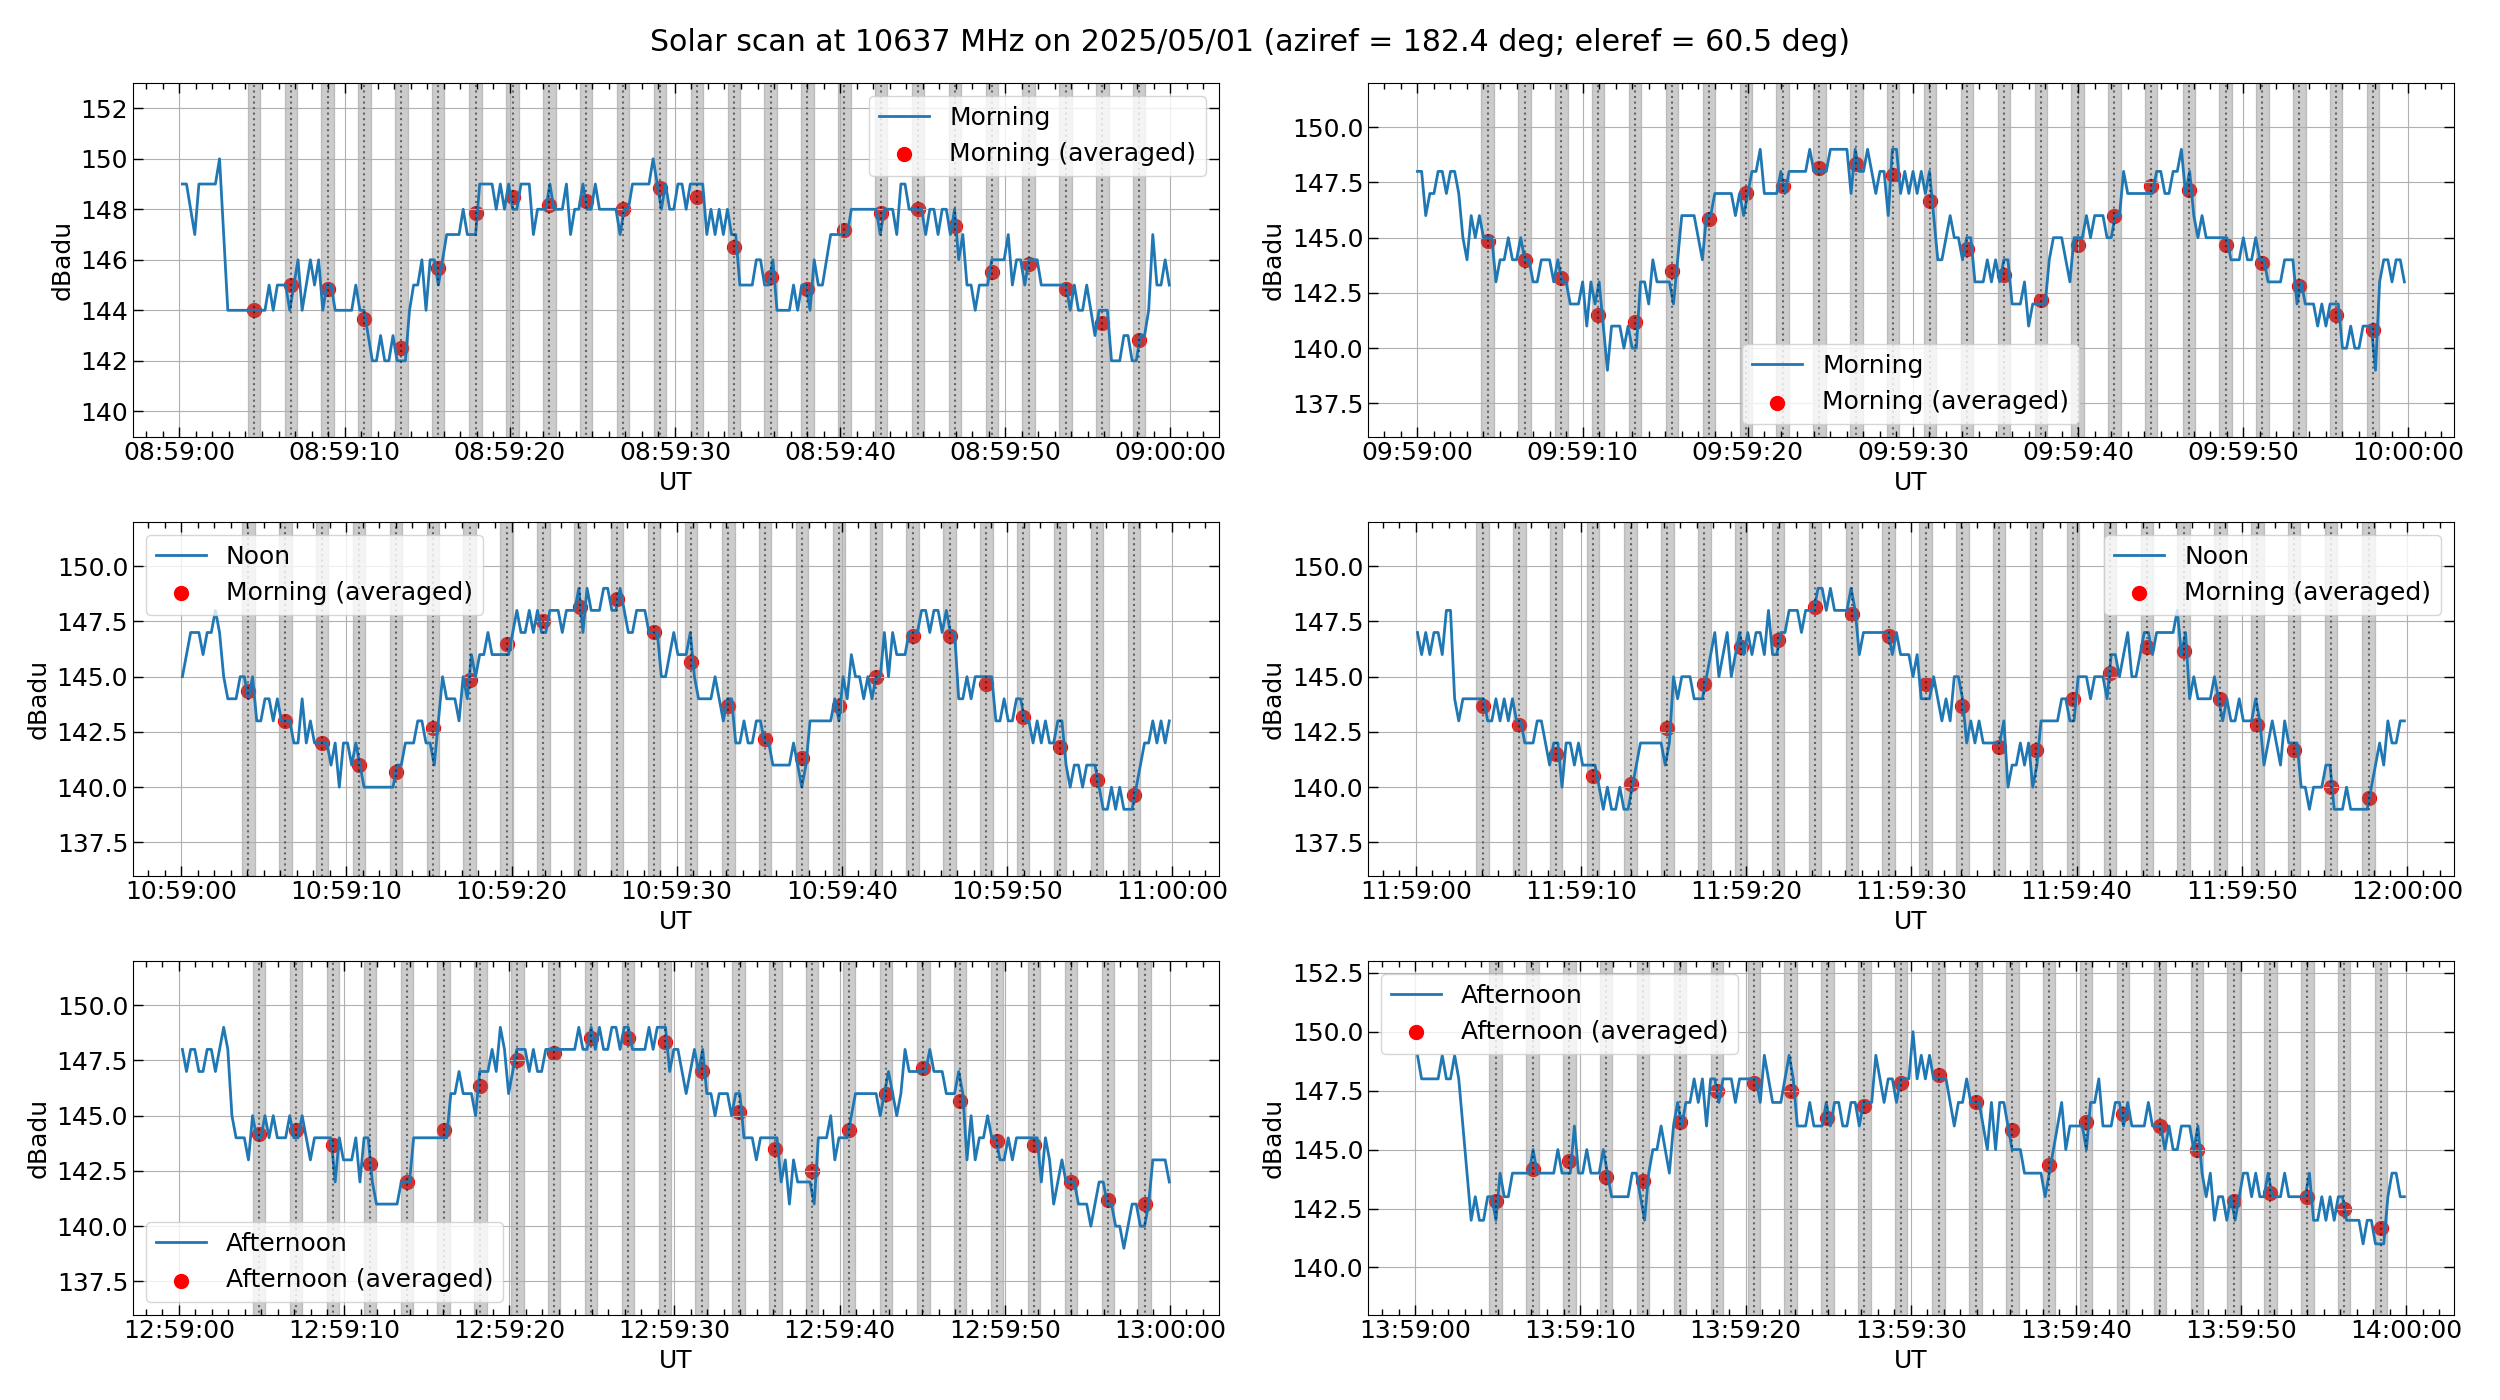 Solar scan at 10637 MHz on 2025/05/01 (aziref = 182.4 deg; eleref = 60.5 deg)
152
150
148
146
144
142
140
dBadu
Morning
Morning (averaged)
08:59:00 08:59:10 08:59:20 08:59:30 08:59:40 08:59:50 09:00:00
UT
150.0
147.5
145.0
142.5
140.0
137.5
dBadu
Morning
Morning (averaged)
09:59:00 09:59:10 09:59:20 09:59:30 09:59:40 09:59:50 10:00:00
UT
150.0
147.5
145.0
142.5
140.0
137.5
dBadu
Noon
Morning (averaged)
10:59:00 10:59:10 10:59:20 10:59:30 10:59:40 10:59:50 11:00:00
UT
150.0
147.5
145.0
142.5
140.0
137.5
dBadu
Noon
Morning (averaged)
11:59:00 11:59:10 11:59:20 11:59:30 11:59:40 11:59:50 12:00:00
UT
150.0
147.5
145.0
142.5
140.0
137.5
dBadu
Afternoon
Afternoon (averaged)
12:59:00 12:59:10 12:59:20 12:59:30 12:59:40 12:59:50 13:00:00
UT
152.5
150.0
147.5
145.0
142.5
140.0
dBadu
Afternoon
Afternoon (averaged)
13:59:00 13:59:10 13:59:20 13:59:30 13:59:40 13:59:50 14:00:00
UT